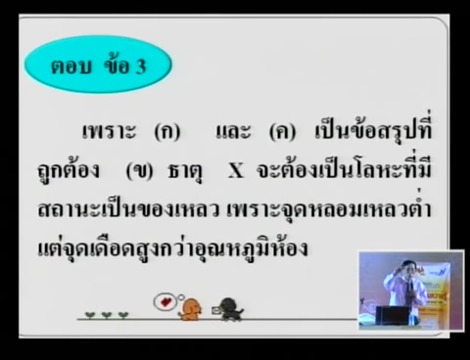 ตอบ ข้อ 3
เพราะ (ก) และ (ค) เป็นข้อสรุปที่
ถูกต้อง (ข) ธาตุ X จะต้องเป็นโลหะที่มี
สถานะเป็นของเหลว เพราะจุดหลอมเหลวต่ำ
แต่จุดเดือดสูงกว่าอุณหภูมิห้อง